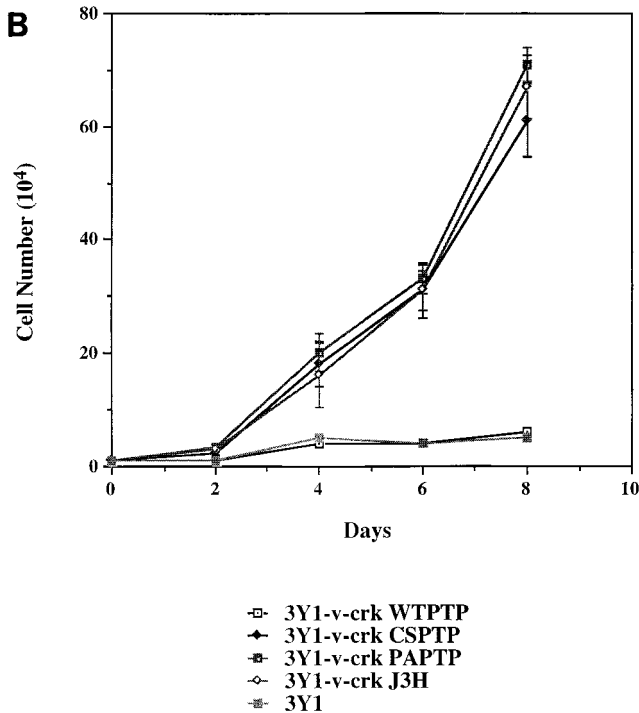 B
80
60
40
20
0
Cell Number (10⁴)
0 2 4 6 8 10
Days
3Y1-v-crk WTPTP
3Y1-v-crk CSPTP
3Y1-v-crk PAPTP
3Y1-v-crk J3H
3Y1